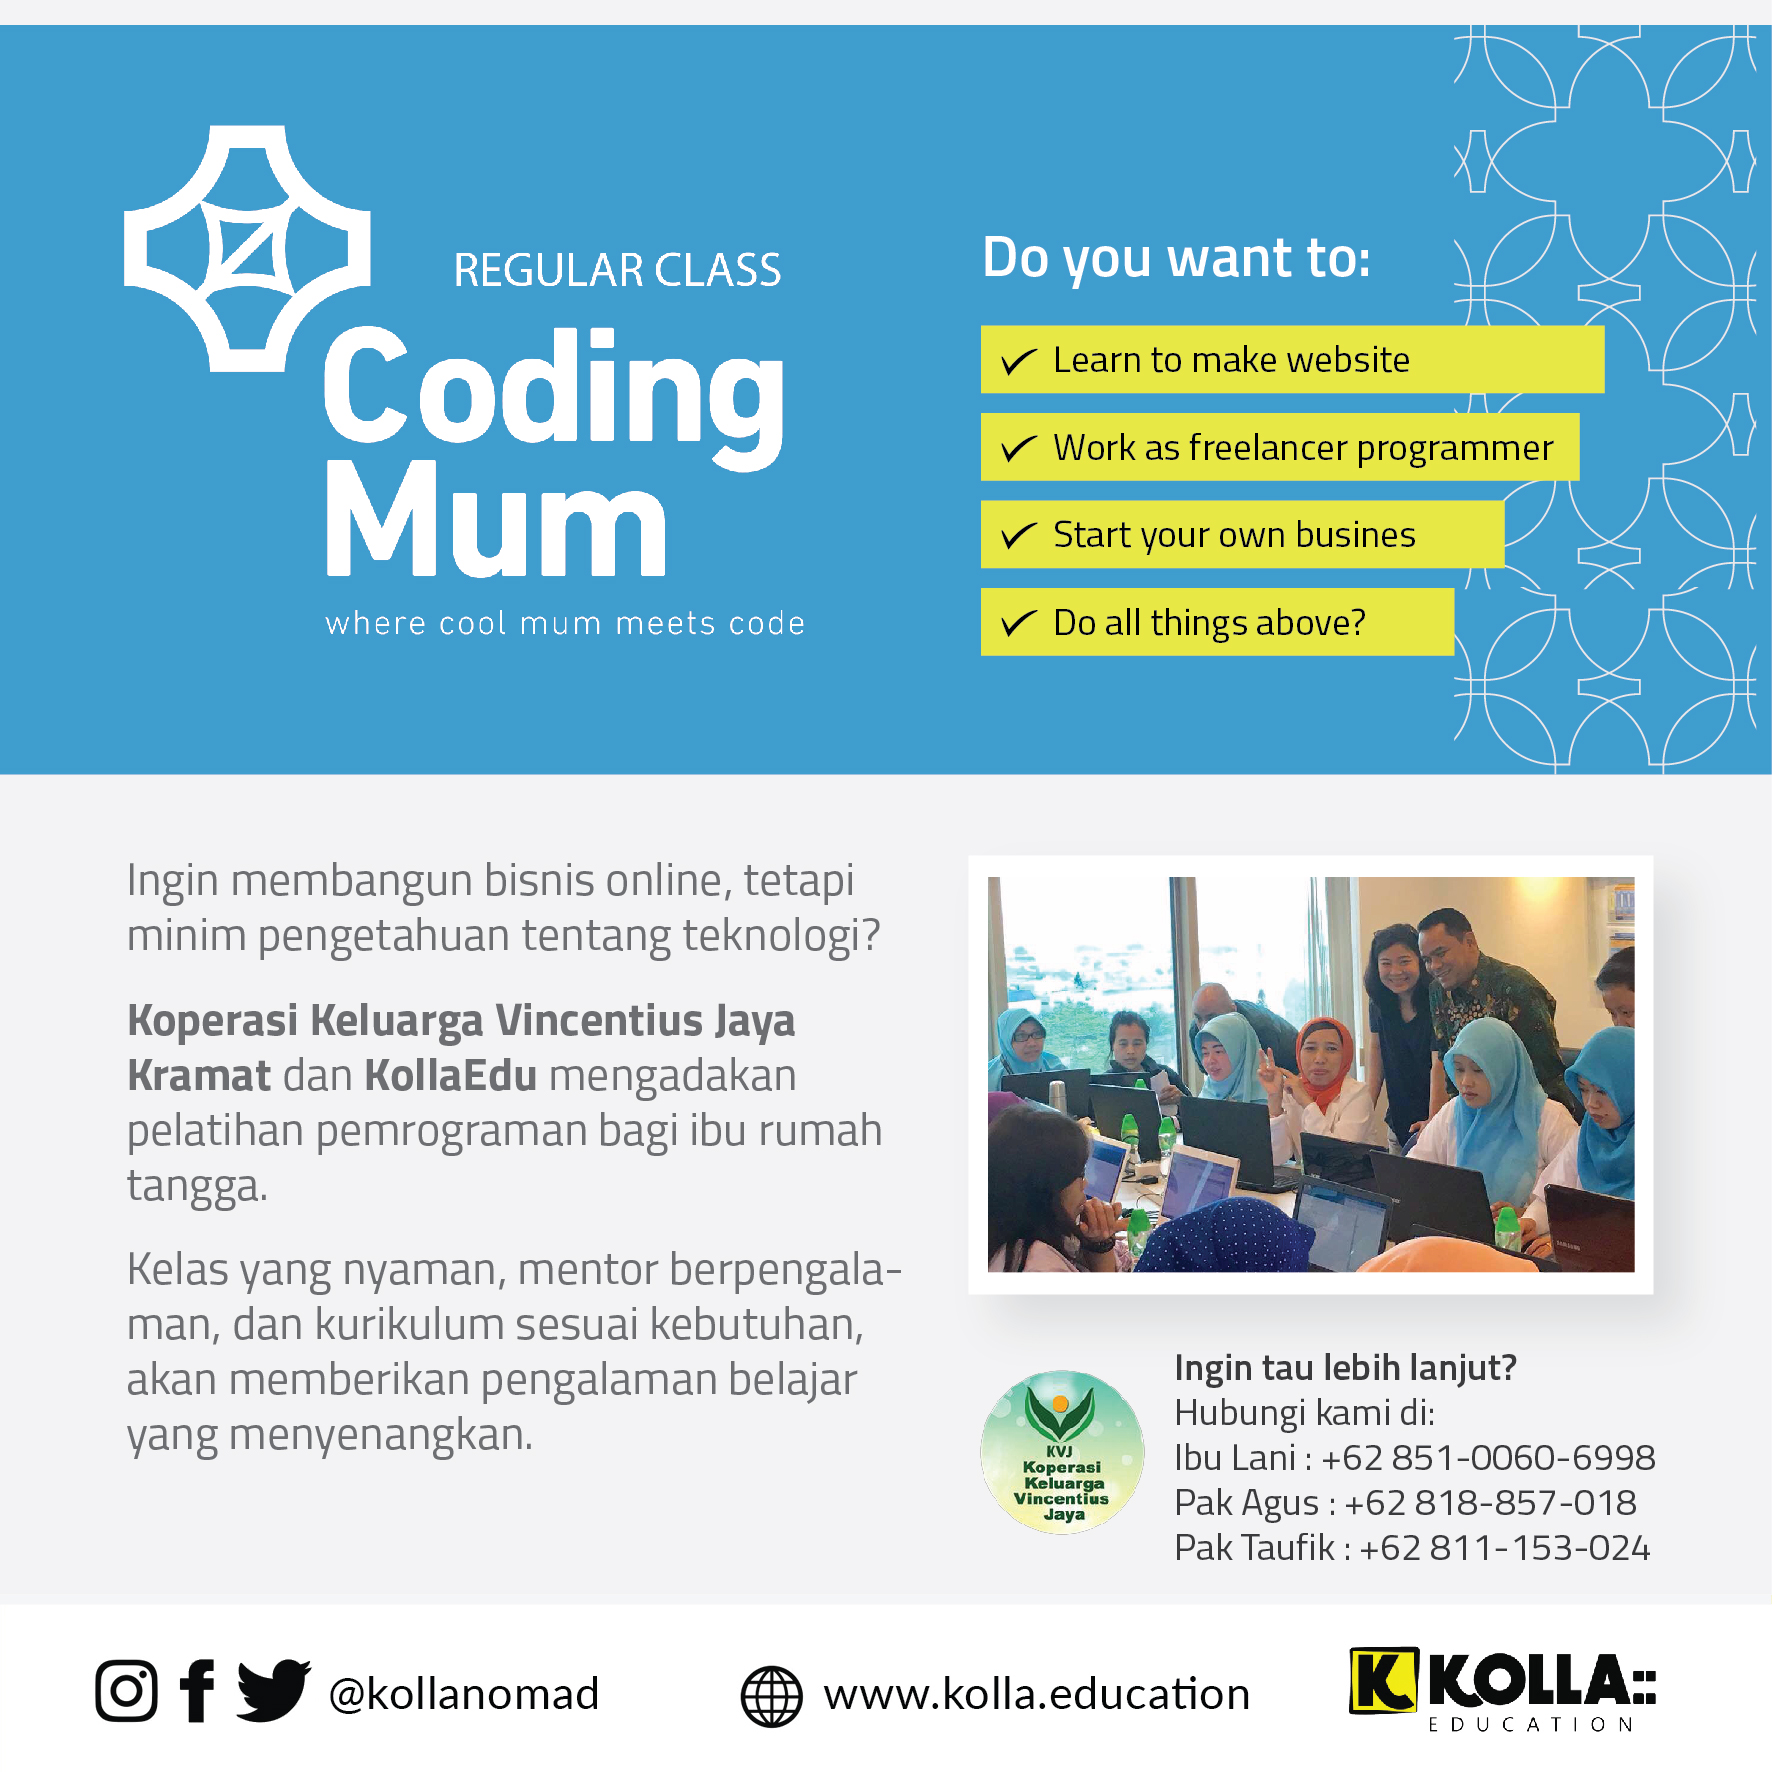 REGULAR CLASS
Coding
Mum
where cool mum meets code
Do you want to:
Learn to make website
Work as freelancer programmer
Start your own busines
Do all things above?
Ingin membangun bisnis online, tetapi
minim pengetahuan tentang teknologi?
Koperasi Keluarga Vincentius Jaya
Kramat dan KollaEdu mengadakan
pelatihan pemrograman bagi ibu rumah
tangga.
Kelas yang nyaman, mentor berpengala-
man, dan kurikulum sesuai kebutuhan,
akan memberikan pengalaman belajar
yang menyenangkan.
KVJ
Koperasi
Keluarga
Vincentius
Jaya
Ingin tau lebih lanjut?
Hubungi kami di:
Ibu Lani : +62 851-0060-6998
Pak Agus : +62 818-857-018
Pak Taufik : +62 811-153-024
@kollanomad
www.kolla.education
K KOLLA::
EDUCATION